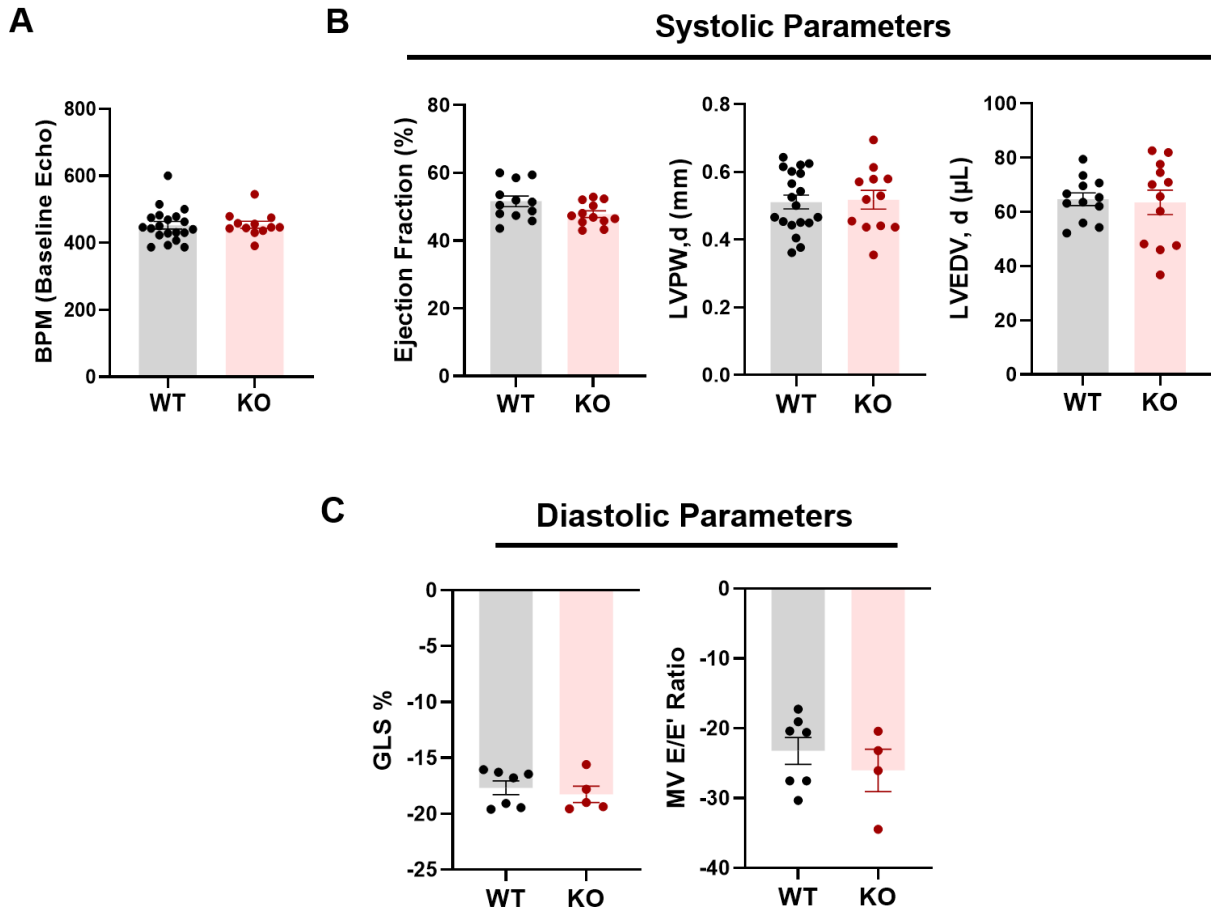 A
BPM (Baseline Echo)
800
600
400
200
0
WT KO
B
Systolic Parameters
Ejection Fraction (%)
80
60
40
20
0
WT KO
LVPW,d (mm)
0.8
0.6
0.4
0.2
0.0
WT KO
LVEDV, d (µL)
100
80
60
40
20
0
WT KO
C
Diastolic Parameters
GLS %
0
-5
-10
-15
-20
-25
WT KO
MV E/E' Ratio
0
-10
-20
-30
-40
WT KO